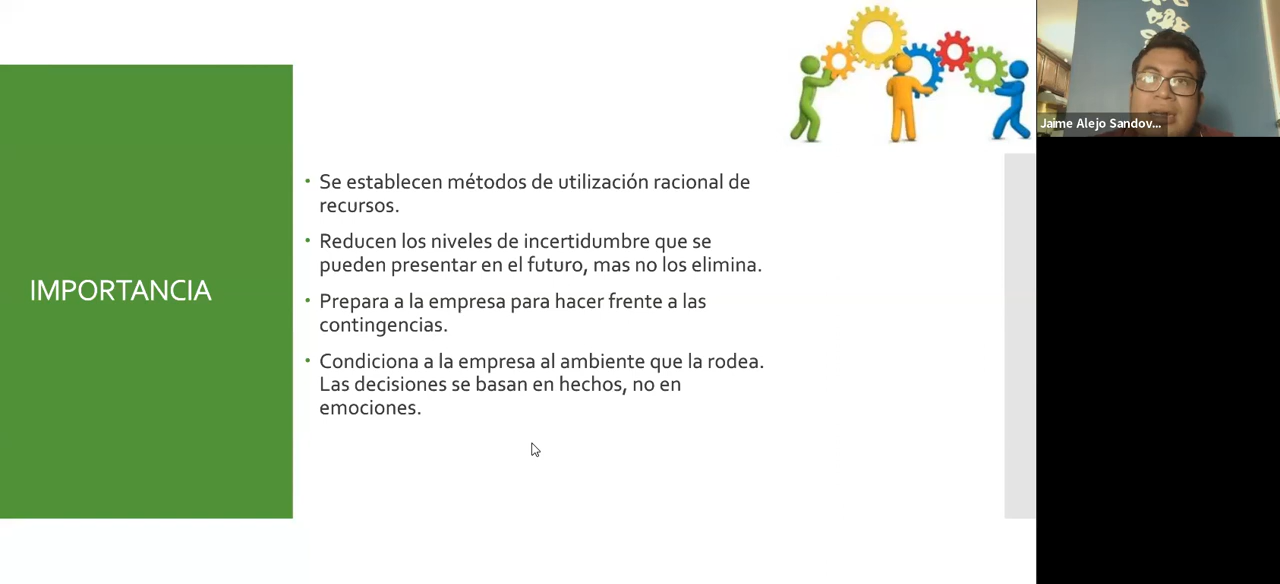 IMPORTANCIA
• Se establecen métodos de utilización racional de
recursos.
• Reducen los niveles de incertidumbre que se
pueden presentar en el futuro, mas no los elimina.
• Prepara a la empresa para hacer frente a las
contingencias.
• Condiciona a la empresa al ambiente que la rodea.
Las decisiones se basan en hechos, no en
emociones.
Jaime Alejo Sandov...